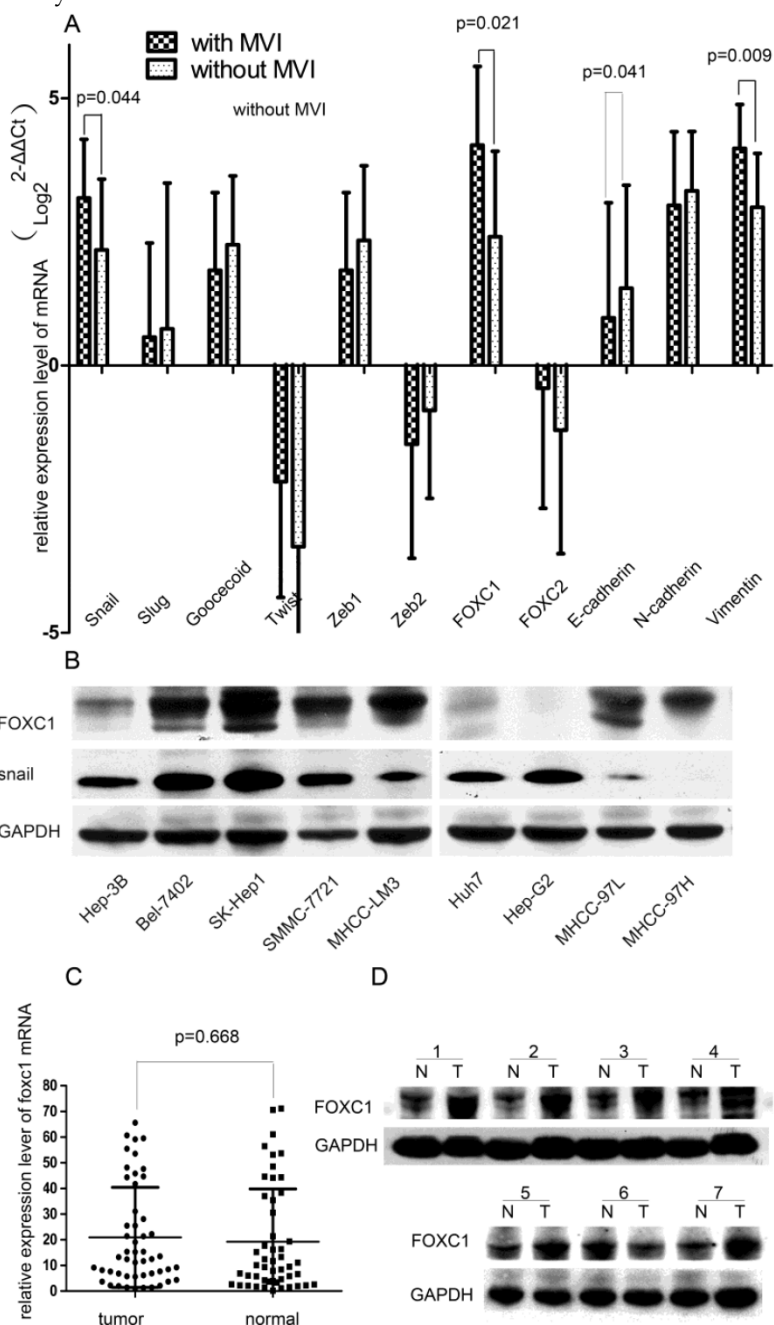 A
with MVI
without MVI
without MVI
p=0.044
p=0.021
p=0.041
p=0.009
relative expression level of mRNA ( Log2 2-ΔΔCt )
5
0
-5
Snail
Slug
Goocecoid
Twist
Zeb1
Zeb2
FOXC1
FOXC2
E-cadherin
N-cadherin
Vimentin
B
FOXC1
snail
GAPDH
Hep-3B
Bel-7402
SK-Hep1
SMMC-7721
MHCC-LM3
Huh7
Hep-G2
MHCC-97L
MHCC-97H
C
p=0.668
relative expression lever of foxc1 mRNA
80
70
60
50
40
30
20
10
0
tumor
normal
D
1 2 3 4
N T N T N T N T
FOXC1
GAPDH
5 6 7
N T N T N T
FOXC1
GAPDH